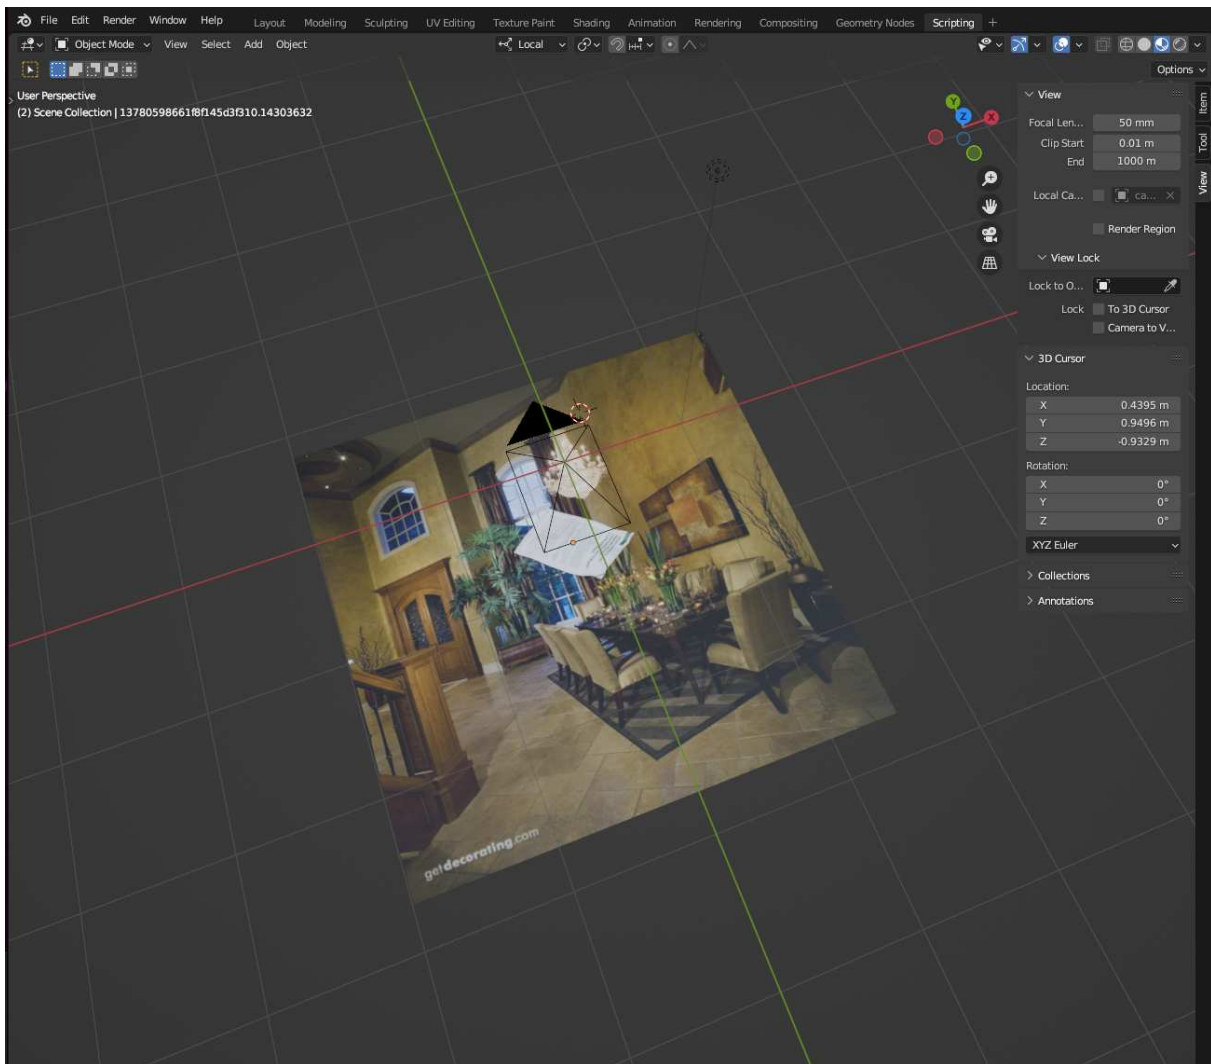 File Edit Render Window Help Layout Modeling Sculpting UV Editing Texture Paint Shading Animation Rendering Compositing Geometry Nodes Scripting +
Object Mode View Select Add Object Local
Options
User Perspective
(2) Scene Collection | 13780598661f8f145d3f310.14303632
Y
Z
X
View
Focal Len... 50 mm
Clip Start 0.01 m
End 1000 m
Local Ca... ca...
Render Region
View Lock
Lock to O...
Lock To 3D Cursor
Camera to V...
3D Cursor
Location:
X 0.4395 m
Y 0.9496 m
Z -0.9329 m
Rotation:
X 0°
Y 0°
Z 0°
XYZ Euler
Collections
Annotations
Item
Tool
View
getdecorating.com